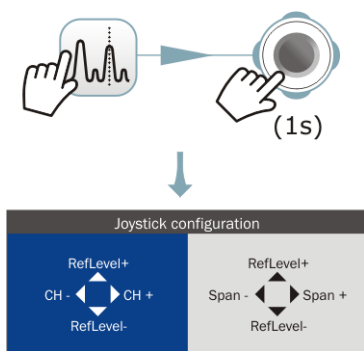 (1s)
Joystick configuration
RefLevel+
CH - CH +
RefLevel-
RefLevel+
Span - Span +
RefLevel-